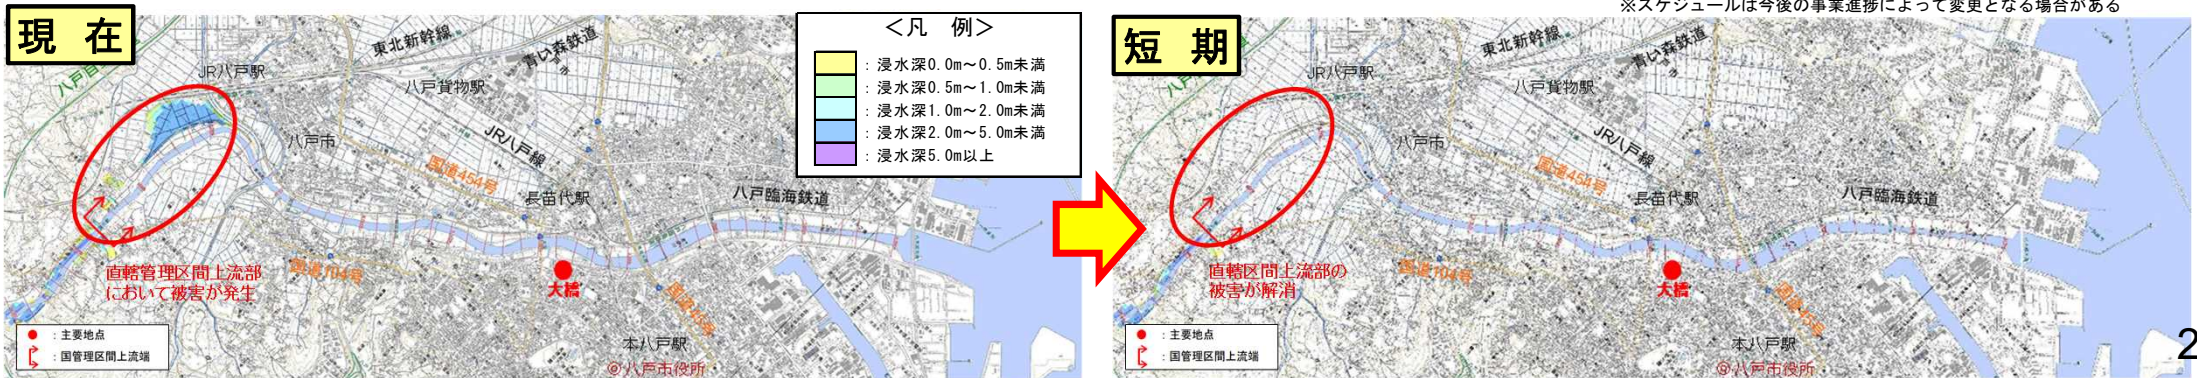 ※スケジュールは今後の事業進捗によって変更となる場合がある
現 在
東北新幹線
青い森鉄道
JR八戸駅
八戸貨物駅
八戸市
JR八戸線
国道454号
長苗代駅
八戸臨海鉄道
直轄管理区間上流部
において被害が発生
国道104号
大橋
国道45号
本八戸駅
◎八戸市役所
● : 主要地点
: 国管理区間上流端
<凡 例>
: 浸水深0.0m~0.5m未満
: 浸水深0.5m~1.0m未満
: 浸水深1.0m~2.0m未満
: 浸水深2.0m~5.0m未満
: 浸水深5.0m以上
短 期
東北新幹線
青い森鉄道
JR八戸駅
八戸貨物駅
八戸市
JR八戸線
国道454号
長苗代駅
八戸臨海鉄道
直轄区間上流部の
被害が解消
国道104号
大橋
国道45号
本八戸駅
◎八戸市役所
● : 主要地点
: 国管理区間上流端
2